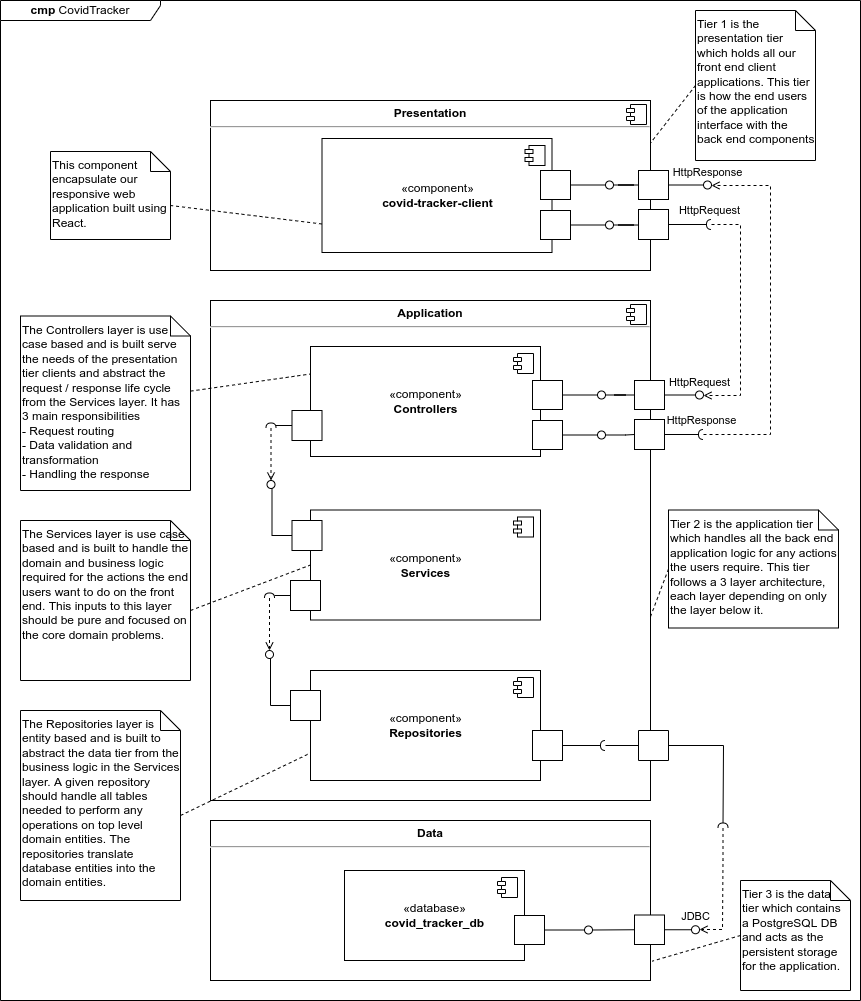 cmp CovidTracker
Tier 1 is the
presentation tier
which holds all our
front end client
applications. This tier
is how the end users
of the application
interface with the
back end components
Presentation
This component
encapsulate our
responsive web
application built using
React.
«component»
covid-tracker-client
HttpResponse
HttpRequest
Application
The Controllers layer is use
case based and is built serve
the needs of the presentation
tier clients and abstract the
request / response life cycle
from the Services layer. It has
3 main responsibilities
- Request routing
- Data validation and
transformation
- Handling the response
«component»
Controllers
HttpRequest
HttpResponse
The Services layer is use case
based and is built to handle the
domain and business logic
required for the actions the end
users want to do on the front
end. This inputs to this layer
should be pure and focused on
the core domain problems.
«component»
Services
Tier 2 is the application tier
which handles all the back end
application logic for any actions
the users require. This tier
follows a 3 layer architecture,
each layer depending on only
the layer below it.
The Repositories layer is
entity based and is built to
abstract the data tier from the
business logic in the Services
layer. A given repository
should handle all tables
needed to perform any
operations on top level
domain entities. The
repositories translate
database entities into the
domain entities.
«component»
Repositories
Data
«database»
covid_tracker_db
JDBC
Tier 3 is the data
tier which contains
a PostgreSQL DB
and acts as the
persistent storage
for the application.